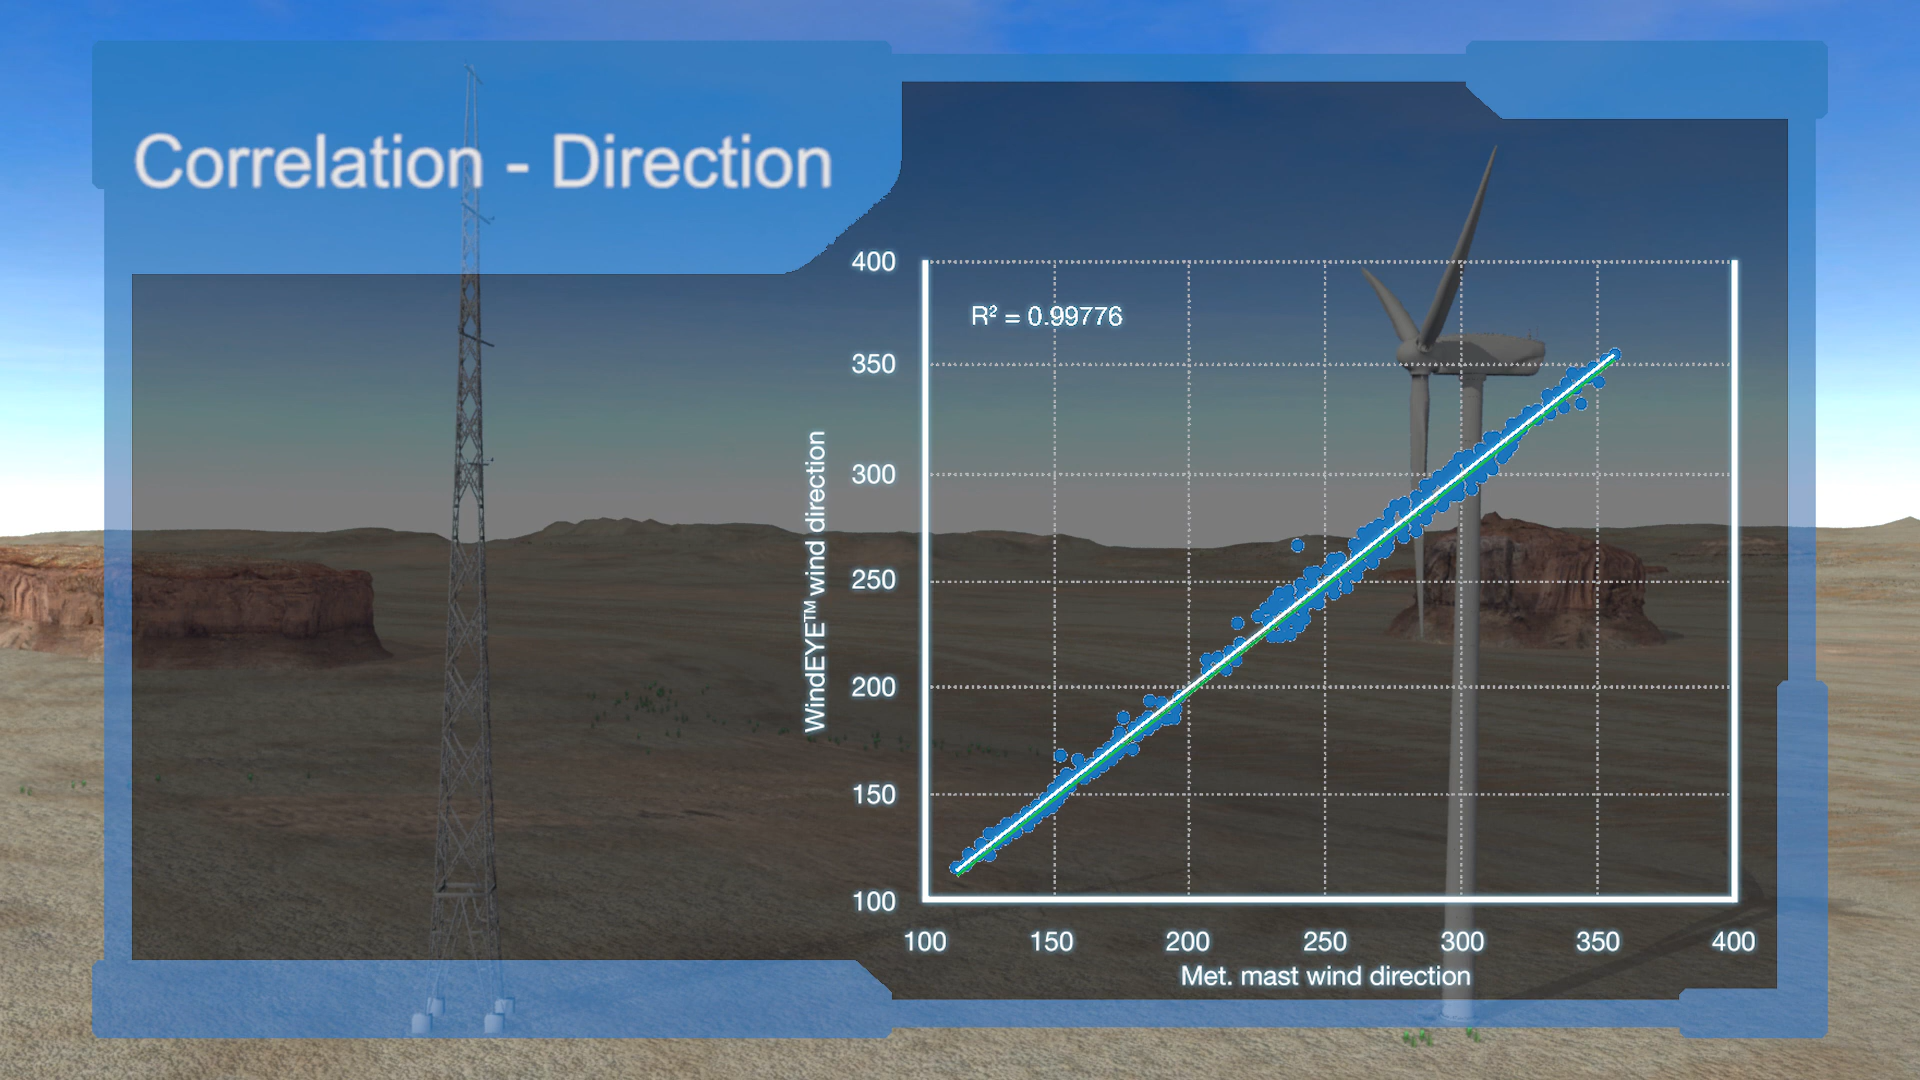 Correlation - Direction
R² = 0.99776
WindEYE™ wind direction
400
350
300
250
200
150
100
100 150 200 250 300 350 400
Met. mast wind direction